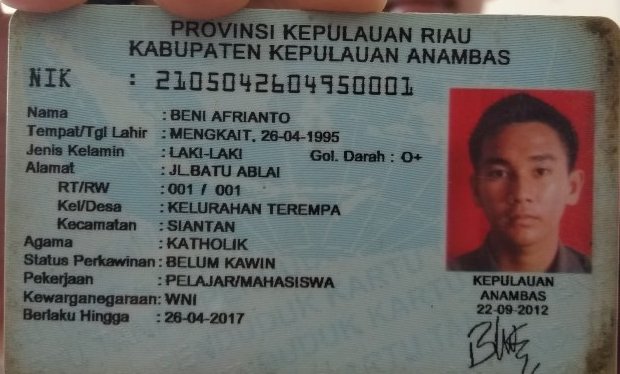 PROVINSI KEPULAUAN RIAU
KABUPATEN KEPULAUAN ANAMBAS
NIK : 2105042604950001
Nama : BENI AFRIANTO
Tempat/Tgl Lahir : MENGKAIT, 26-04-1995
Jenis Kelamin : LAKI-LAKI Gol. Darah : O+
Alamat : JL.BATU ABLAI
RT/RW : 001 / 001
Kel/Desa : KELURAHAN TEREMPA
Kecamatan : SIANTAN
Agama : KATHOLIK
Status Perkawinan : BELUM KAWIN
Pekerjaan : PELAJAR/MAHASISWA
Kewarganegaraan : WNI
Berlaku Hingga : 26-04-2017
KEPULAUAN
ANAMBAS
22-09-2012